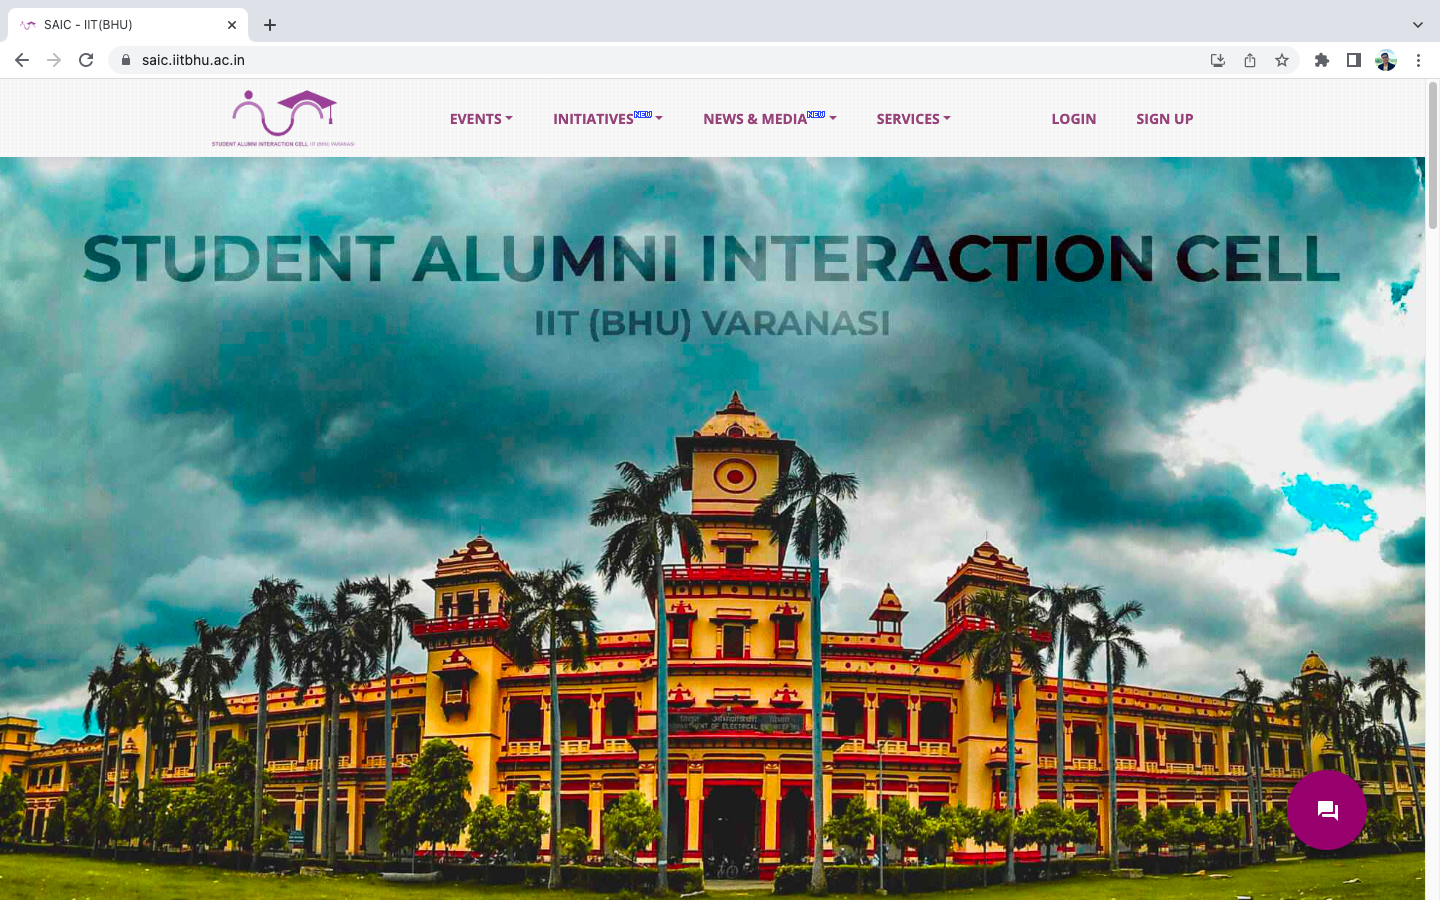 SAIC - IIT(BHU)
saic.iitbhu.ac.in
STUDENT ALUMNI INTERACTION CELL IIT (BHU) VARANASI
EVENTS
INITIATIVES NEW
NEWS & MEDIA NEW
SERVICES
LOGIN
SIGN UP
STUDENT ALUMNI INTERACTION CELL
IIT (BHU) VARANASI
विद्युत अभियांत्रिकी विभाग
DEPARTMENT OF ELECTRICAL ENGINEERING